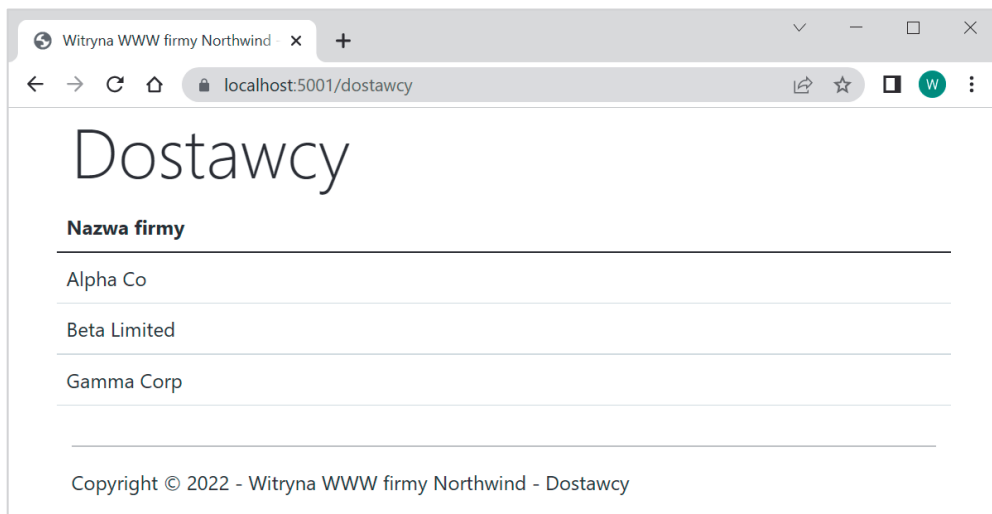 Witryna WWW firmy Northwind -
localhost:5001/dostawcy
W
Dostawcy
Nazwa firmy
Alpha Co
Beta Limited
Gamma Corp
Copyright © 2022 - Witryna WWW firmy Northwind - Dostawcy